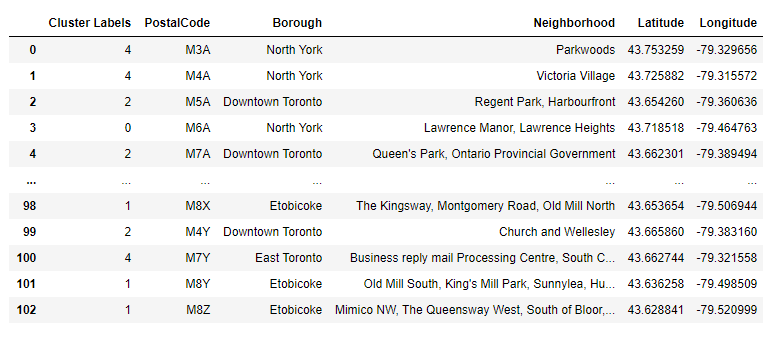 Cluster Labels PostalCode Borough Neighborhood Latitude Longitude
0 4 M3A North York Parkwoods 43.753259 -79.329656
1 4 M4A North York Victoria Village 43.725882 -79.315572
2 2 M5A Downtown Toronto Regent Park, Harbourfront 43.654260 -79.360636
3 0 M6A North York Lawrence Manor, Lawrence Heights 43.718518 -79.464763
4 2 M7A Downtown Toronto Queen's Park, Ontario Provincial Government 43.662301 -79.389494
... ... ... ... ... ... ...
98 1 M8X Etobicoke The Kingsway, Montgomery Road, Old Mill North 43.653654 -79.506944
99 2 M4Y Downtown Toronto Church and Wellesley 43.665860 -79.383160
100 4 M7Y East Toronto Business reply mail Processing Centre, South C... 43.662744 -79.321558
101 1 M8Y Etobicoke Old Mill South, King's Mill Park, Sunnylea, Hu... 43.636258 -79.498509
102 1 M8Z Etobicoke Mimico NW, The Queensway West, South of Bloor,... 43.628841 -79.520999